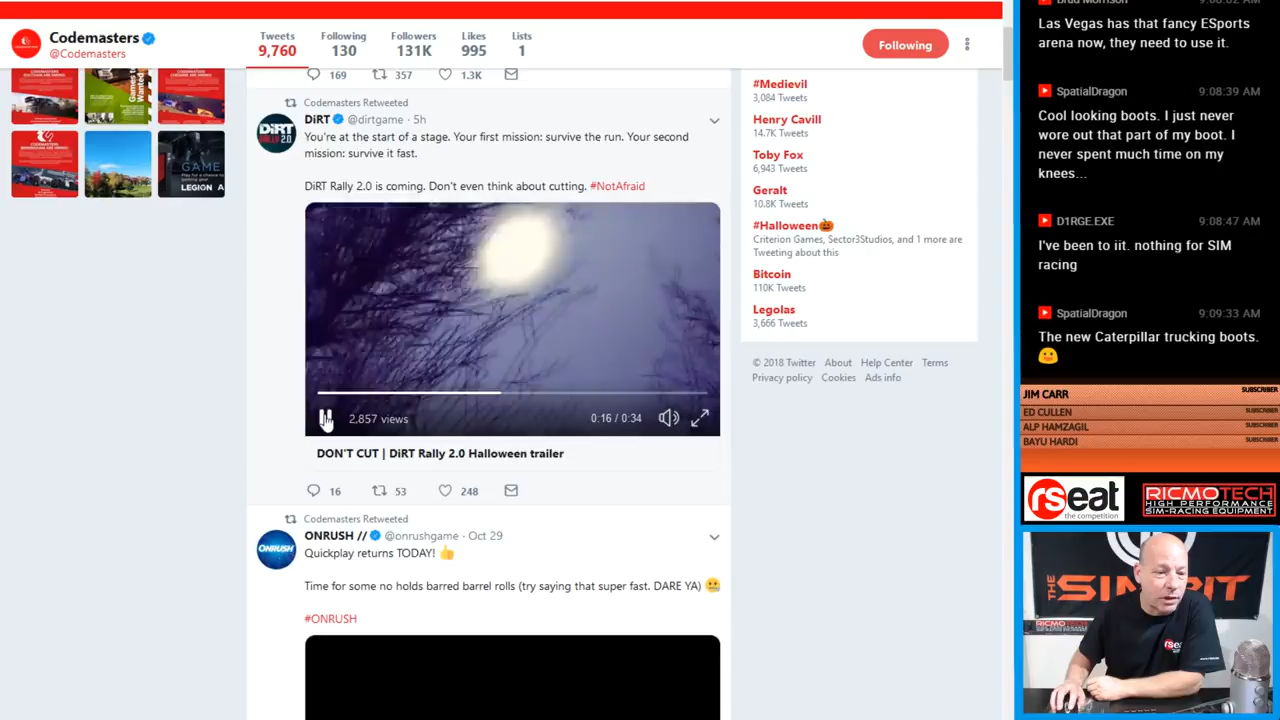 Codemasters
@Codemasters
Tweets
9,760
Following
130
Followers
131K
Likes
995
Lists
1
Following
169
357
1.3K
Codemasters Retweeted
DiRT @dirtgame · 5h
You're at the start of a stage. Your first mission: survive the run. Your second
mission: survive it fast.
DiRT Rally 2.0 is coming. Don't even think about cutting. #NotAfraid
2,857 views
0:16 / 0:34
DON'T CUT | DiRT Rally 2.0 Halloween trailer
16
53
248
Codemasters Retweeted
ONRUSH // @onrushgame · Oct 29
Quickplay returns TODAY! 👍
Time for some no holds barred barrel rolls (try saying that super fast. DARE YA) 🤐
#ONRUSH
DiRT
RALLY 2.0
ONRUSH
GAME
LEGION
#Medievil
3,084 Tweets
Henry Cavill
14.7K Tweets
Toby Fox
6,943 Tweets
Geralt
10.8K Tweets
#Halloween🎃
Criterion Games, Sector3Studios, and 1 more are
Tweeting about this
Bitcoin
110K Tweets
Legolas
3,666 Tweets
© 2018 Twitter About Help Center Terms
Privacy policy Cookies Ads info
Las Vegas has that fancy ESports
arena now, they need to use it.
SpatialDragon 9:08:39 AM
Cool looking boots. I just never
wore out that part of my boot. I
never spent much time on my
knees...
D1RGE.EXE 9:08:47 AM
I've been to iit. nothing for SIM
racing
SpatialDragon 9:09:33 AM
The new Caterpillar trucking boots.
JIM CARR SUBSCRIBER
ED CULLEN SUBSCRIBER
ALP HAMZAGIL SUBSCRIBER
BAYU HARDI SUBSCRIBER
rseat
the competition
RICMOTECH
HIGH PERFORMANCE
SIM-RACING EQUIPMENT
THE
RICMOTECH
rseat